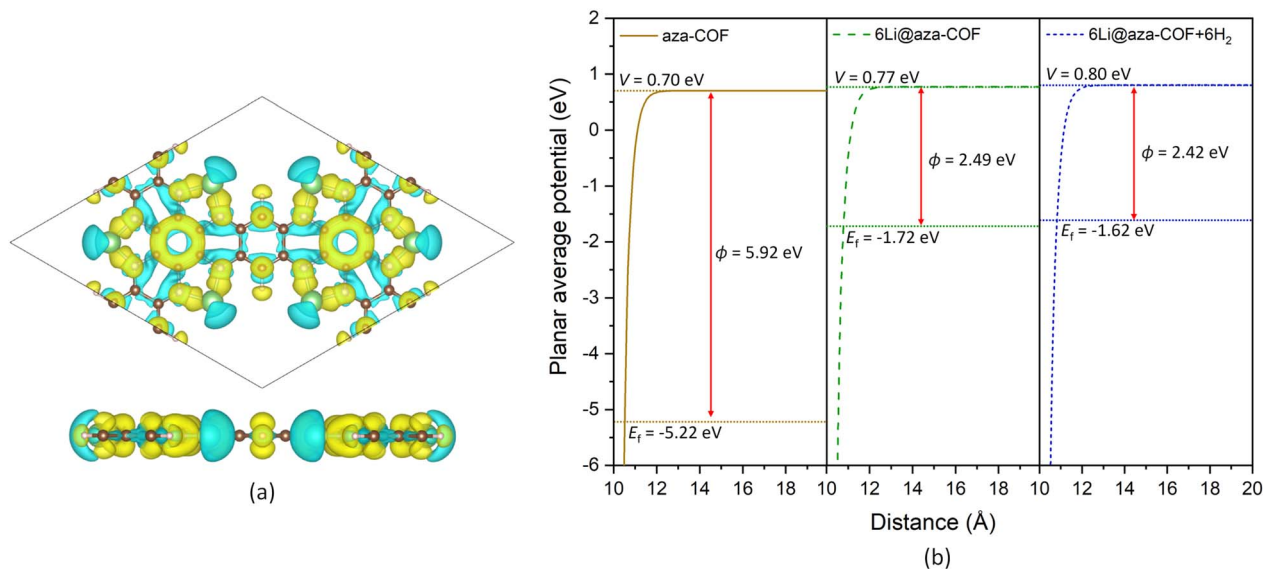 (a)
Planar average potential (eV)
2
1
0
-1
-2
-3
-4
-5
-6
aza-COF
V = 0.70 eV
ϕ = 5.92 eV
Ef = -5.22 eV
6Li@aza-COF
V = 0.77 eV
ϕ = 2.49 eV
Ef = -1.72 eV
6Li@aza-COF+6H2
V = 0.80 eV
ϕ = 2.42 eV
Ef = -1.62 eV
10 12 14 16 18 10 12 14 16 18 10 12 14 16 18 20
Distance (Å)
(b)